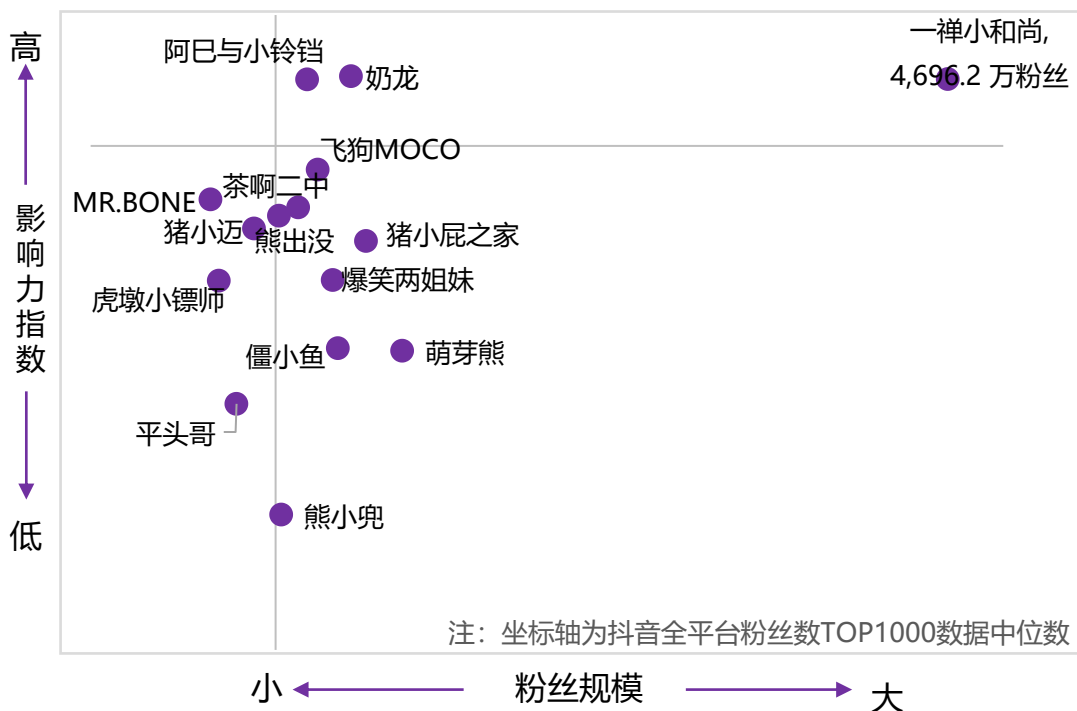 高
影响力指数
低
阿巳与小铃铛
奶龙
一禅小和尚,
4,696.2 万粉丝
飞狗MOCO
茶啊二中
MR.BONE
猪小迈
熊出没
猪小屁之家
爆笑两姐妹
虎墩小镖师
僵小鱼
萌芽熊
平头哥
熊小兜
注：坐标轴为抖音全平台粉丝数TOP1000数据中位数
小
粉丝规模
大